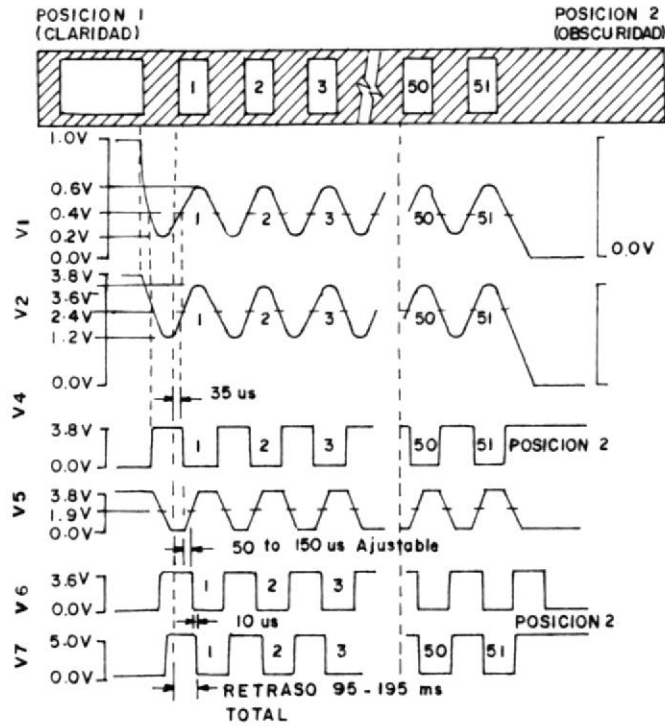 POSICION 1
(CLARIDAD)
POSICION 2
(OBSCURIDAD)
1 2 3 50 51
1.0V
0.6V
0.4V
0.2V
0.0V
V1
1 2 3 50 51
0.0V
3.8V
3.6V
2.4V
1.2V
0.0V
V2
1 2 3 50 51
35 us
V4
3.8V
0.0V
1 2 3 50 51 POSICION 2
V5
3.8V
1.9V
0.0V
50 to 150 us Ajustable
V6
3.6V
0.0V
1 2 3
10 us
POSICION 2
V7
5.0V
0.0V
1 2 3 50 51
RETRASO 95-195 ms
TOTAL